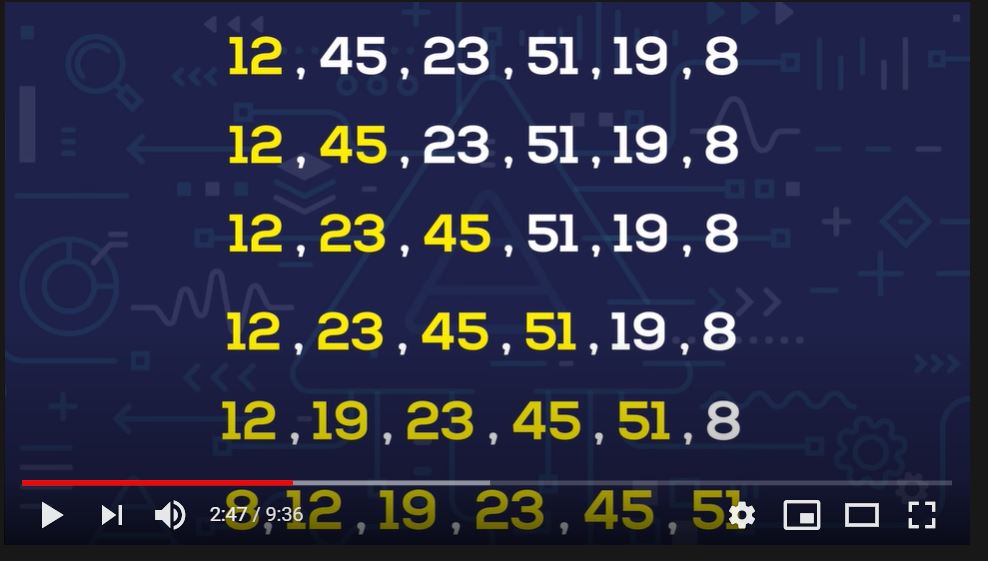 12 , 45 , 23 , 51 , 19 , 8
12 , 45 , 23 , 51 , 19 , 8
12 , 23 , 45 , 51 , 19 , 8
12 , 23 , 45 , 51 , 19 , 8
12 , 19 , 23 , 45 , 51 , 8
8 , 12 , 19 , 23 , 45 , 51
2:47 / 9:36